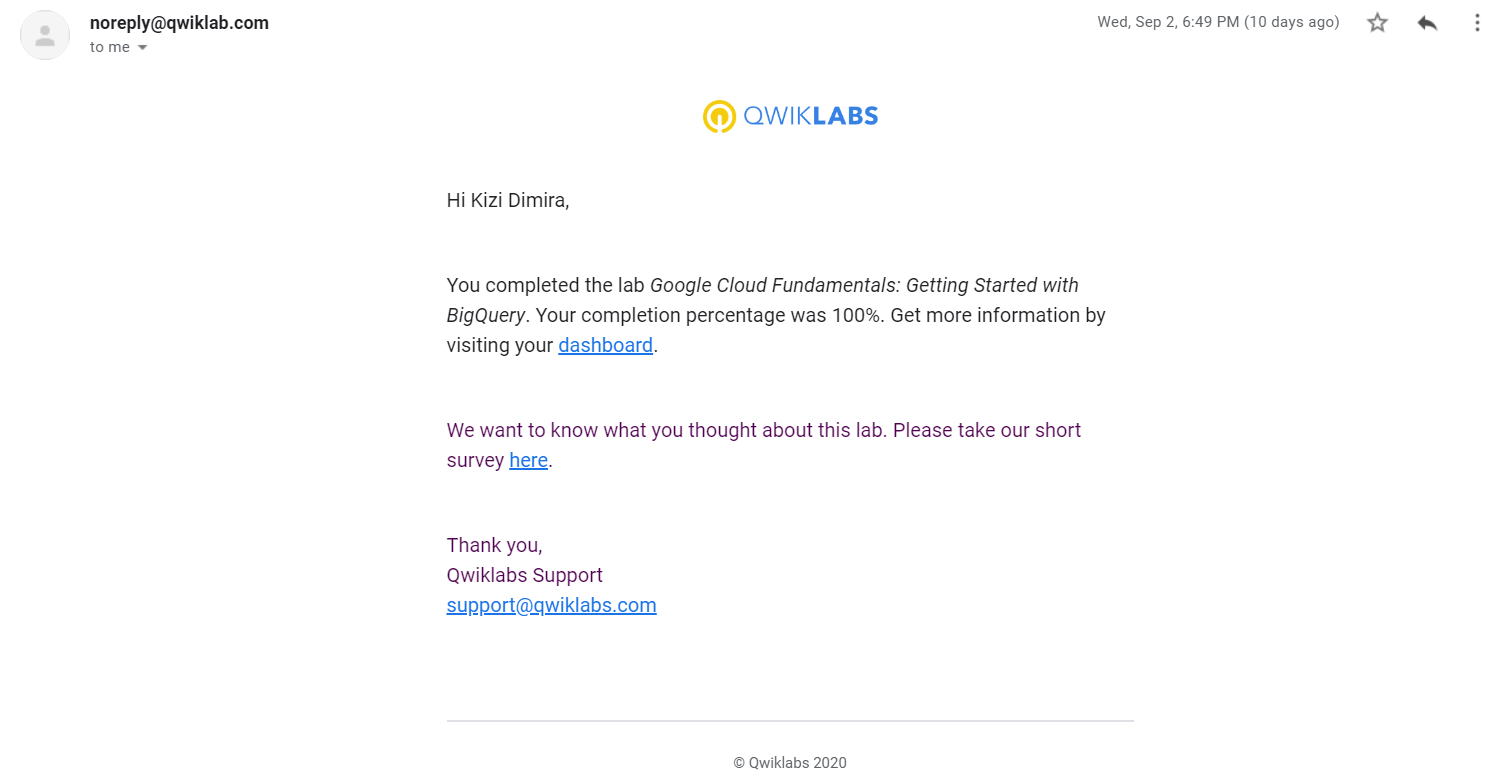 noreply@qwiklab.com
Wed, Sep 2, 6:49 PM (10 days ago)
to me
QWIKLABS
Hi Kizi Dimira,
You completed the lab Google Cloud Fundamentals: Getting Started with
BigQuery. Your completion percentage was 100%. Get more information by
visiting your dashboard.
We want to know what you thought about this lab. Please take our short
survey here.
Thank you,
Qwiklabs Support
support@qwiklabs.com
© Qwiklabs 2020